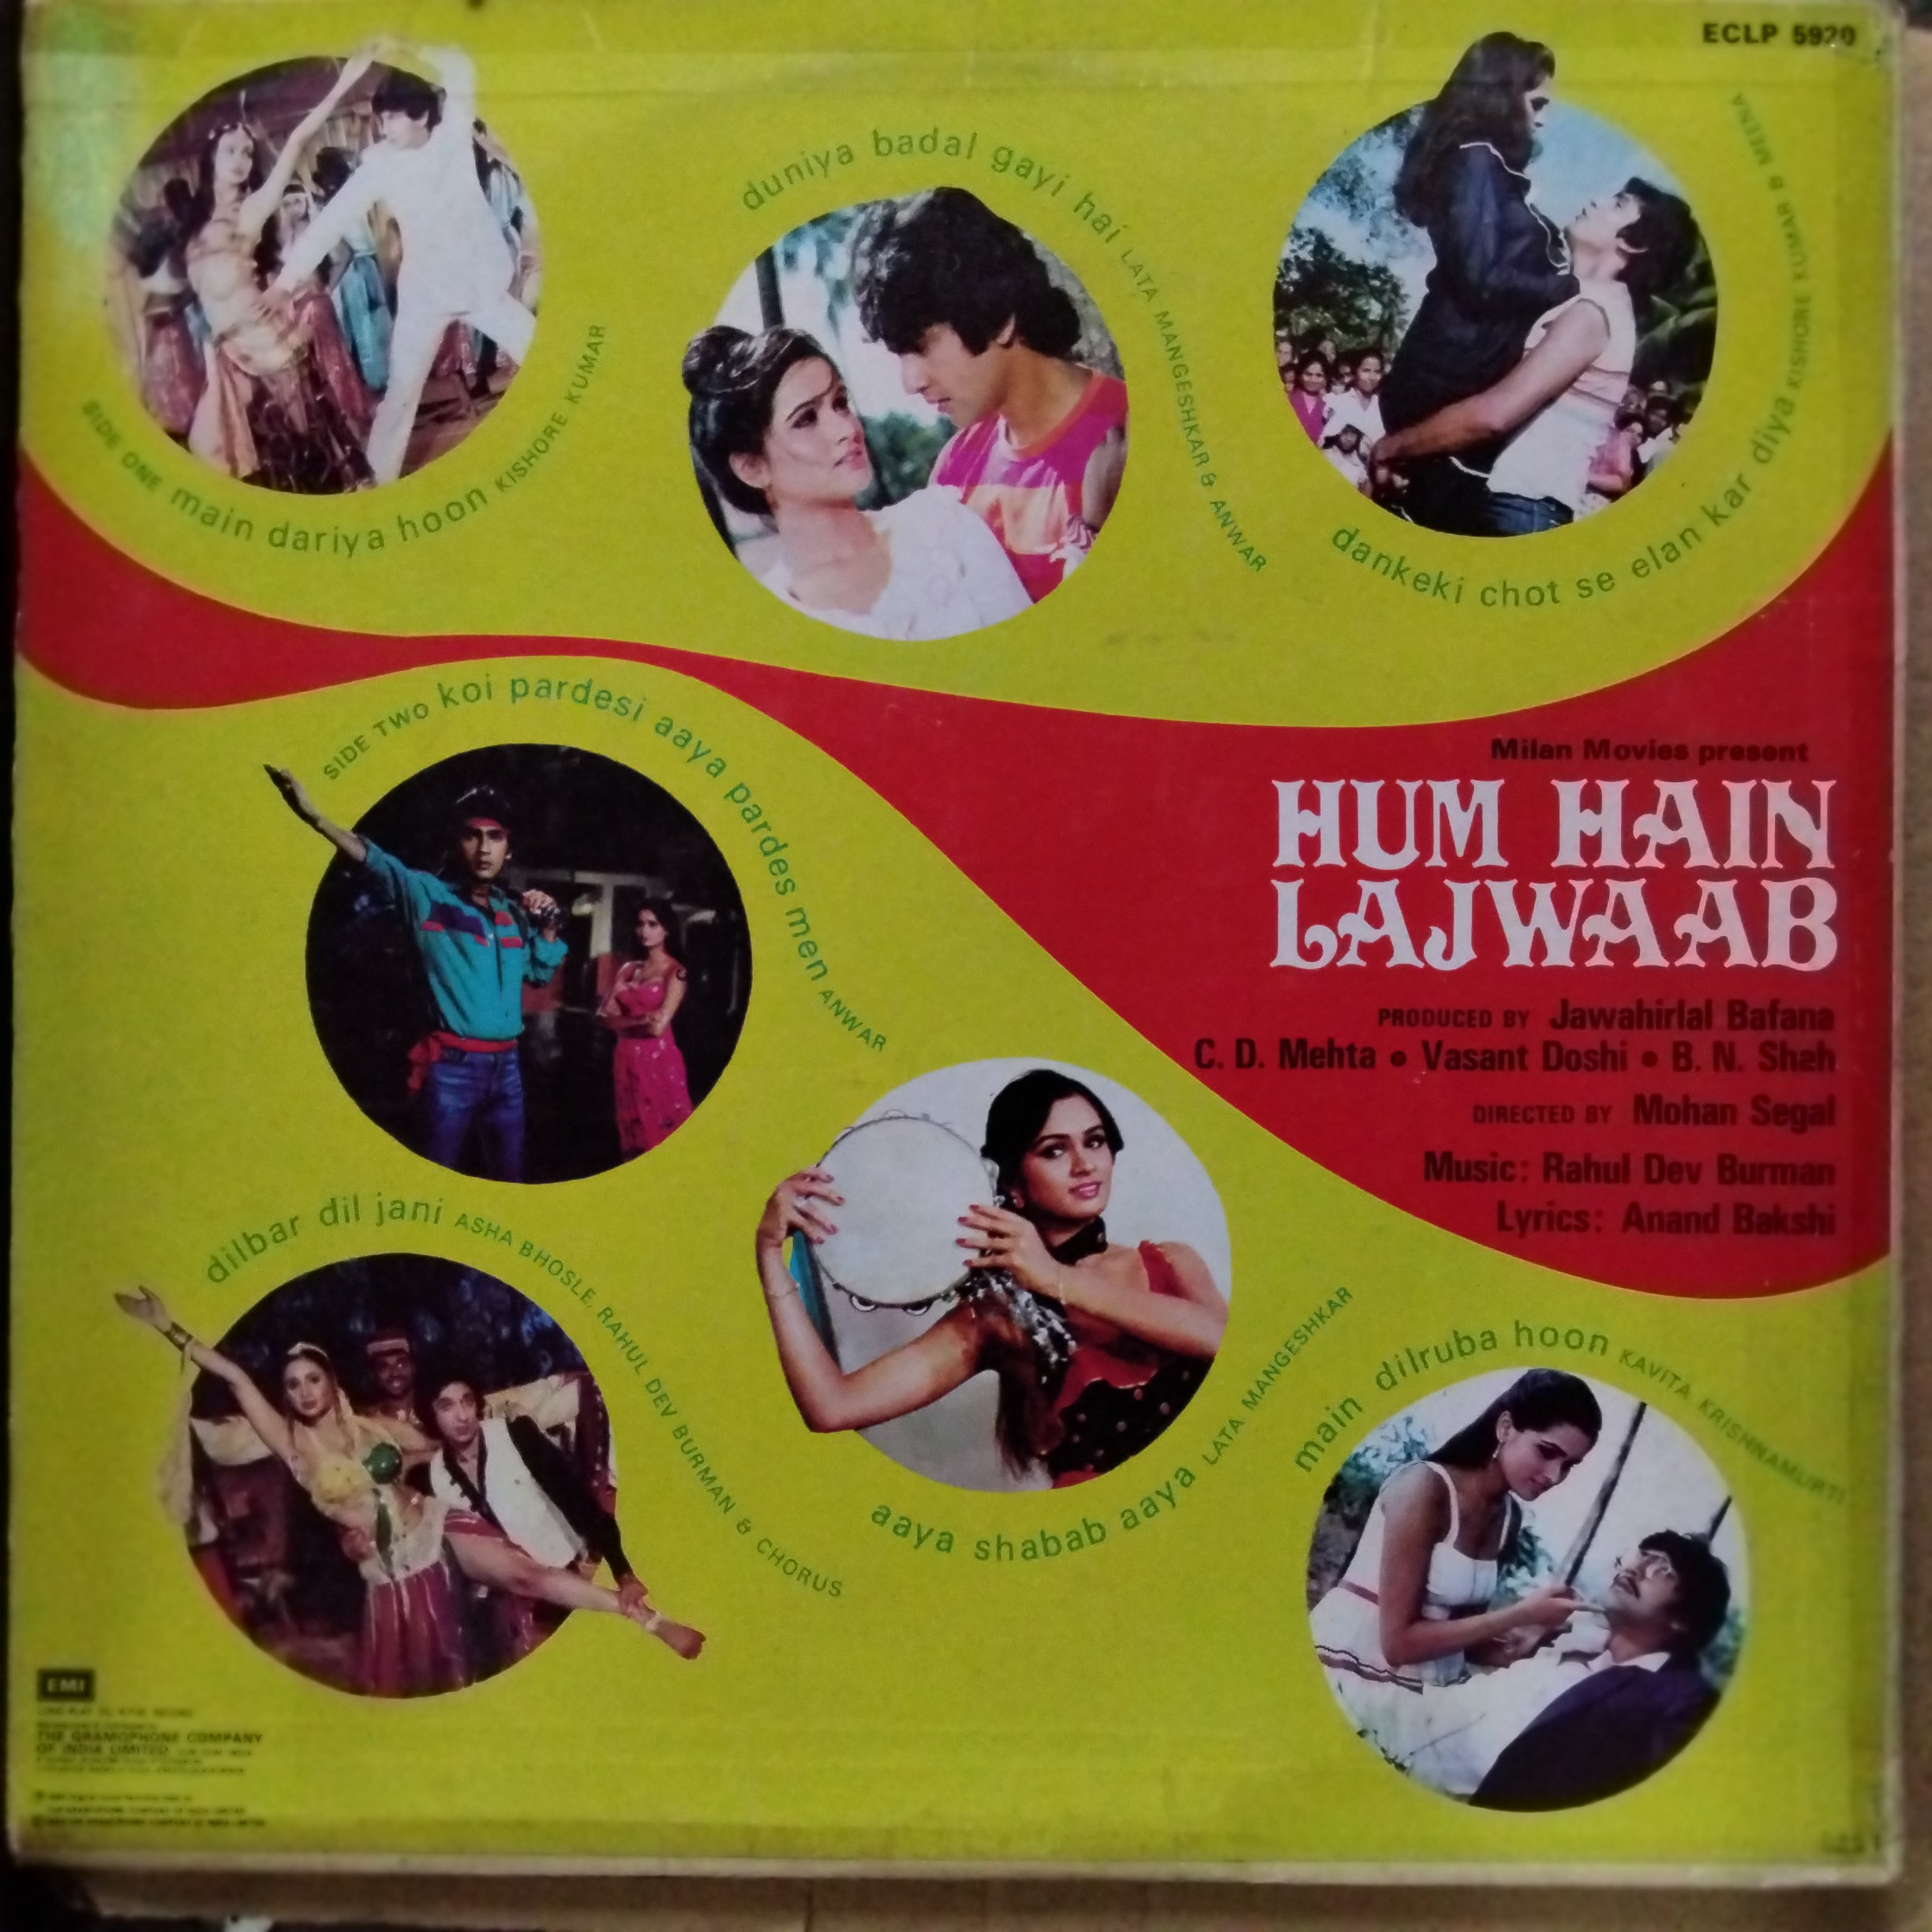 ECLP 5920
SIDE ONE main dariya hoon KISHORE KUMAR
duniya badal gayi hai LATA MANGESHKAR & ANWAR
dankeki chot se elan kar diya KISHORE KUMAR & MEENA
SIDE TWO koi pardesi aaya pardes men ANWAR
Milan Movies present
HUM HAIN
LAJWAAB
PRODUCED BY Jawahirlal Bafana
C. D. Mehta • Vasant Doshi • B. N. Shah
DIRECTED BY Mohan Segal
Music: Rahul Dev Burman
Lyrics: Anand Bakshi
dilbar dil jani ASHA BHOSLE, RAHUL DEV BURMAN & CHORUS
aaya shabab aaya LATA MANGESHKAR
main dilruba hoon KAVITA KRISHNAMURTI
EMI
THE GRAMOPHONE COMPANY
OF INDIA LIMITED